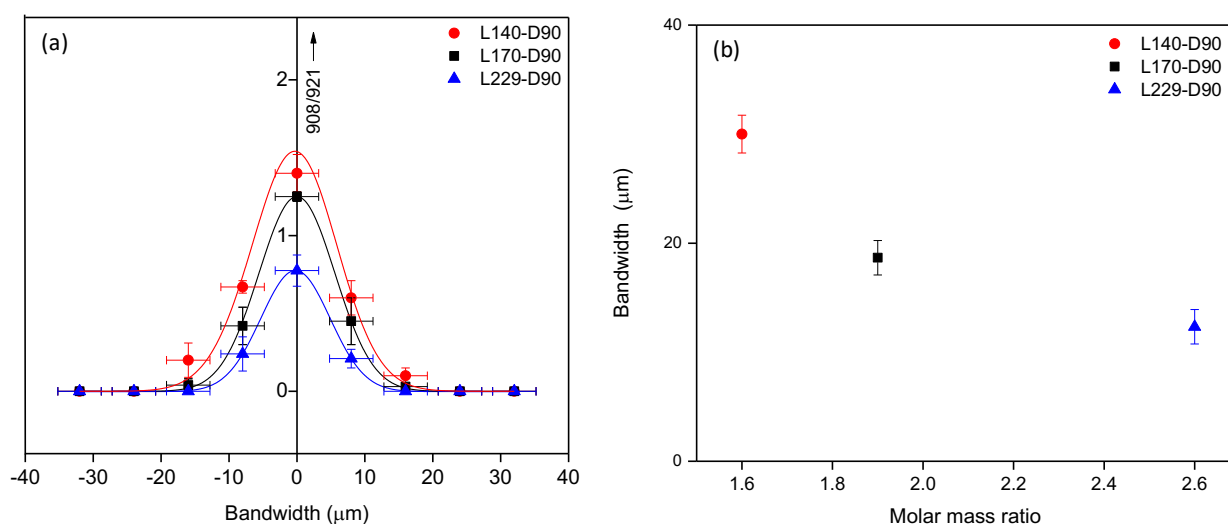 (a)
L140-D90
L170-D90
L229-D90
908/921
2
1
0
-40 -30 -20 -10 0 10 20 30 40
Bandwidth (μm)
(b)
L140-D90
L170-D90
L229-D90
Bandwidth (μm)
40
20
0
1.6 1.8 2.0 2.2 2.4 2.6
Molar mass ratio